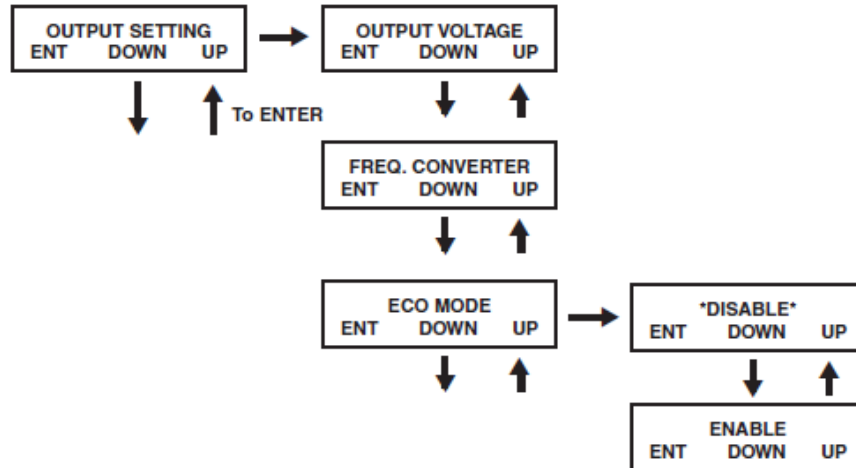 OUTPUT SETTING
ENT DOWN UP
To ENTER
OUTPUT VOLTAGE
ENT DOWN UP
FREQ. CONVERTER
ENT DOWN UP
ECO MODE
ENT DOWN UP
*DISABLE*
ENT DOWN UP
ENABLE
ENT DOWN UP